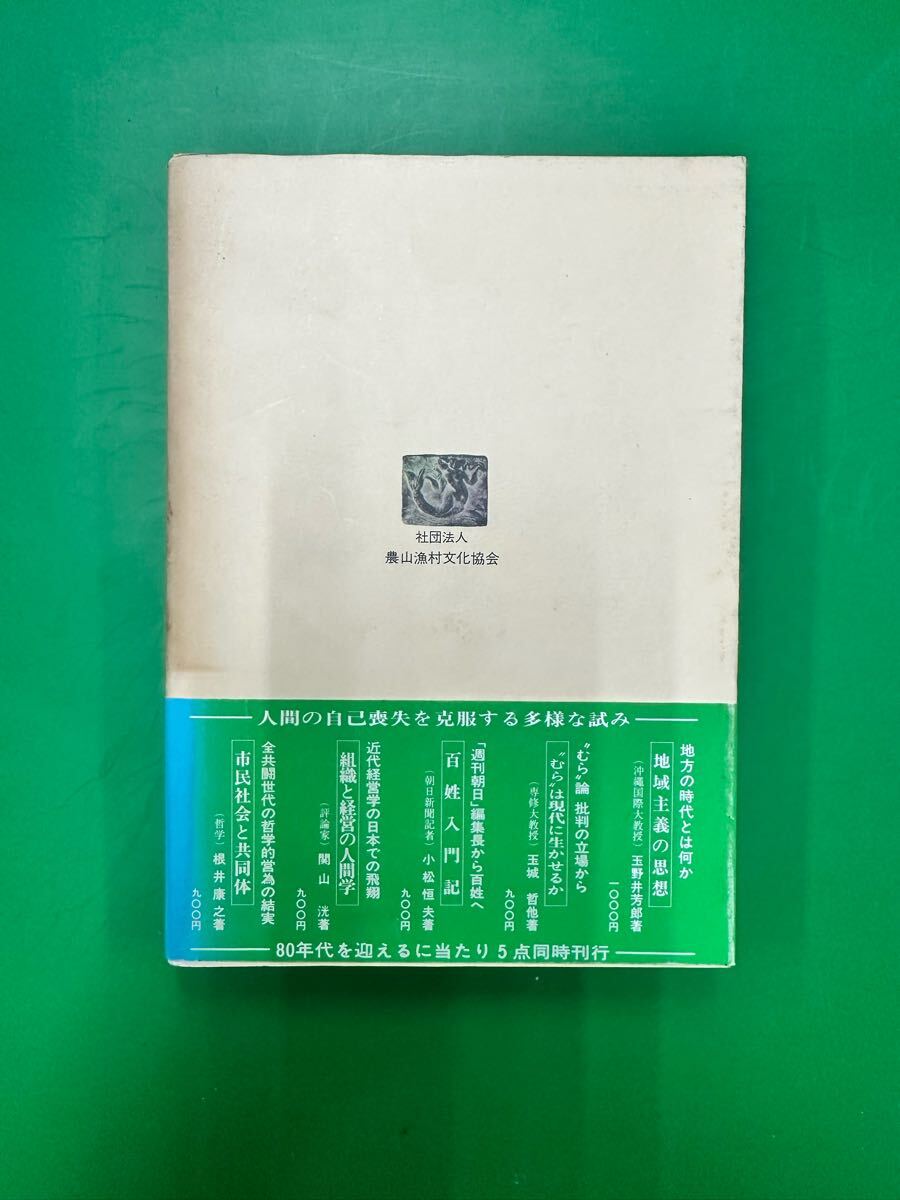 社団法人
農山漁村文化協会
人間の自己喪失を克服する多様な試み
地方の時代とは何か
地域主義の思想
(沖縄国際大教授)玉野井芳郎著
一〇〇〇円
〝むら〟論 批判の立場から
〝むら〟は現代に生かせるか
(専修大教授)玉城 哲他著
九〇〇円
「週刊朝日」編集長から百姓へ
百姓入門記
(朝日新聞記者)小松恒夫著
九〇〇円
近代経営学の日本での飛翔
組織と経営の人間学
(評論家)関山 洸著
九〇〇円
全共闘世代の哲学的営為の結実
市民社会と共同体
(哲学)根井康之著
九〇〇円
80年代を迎えるに当たり5点同時刊行